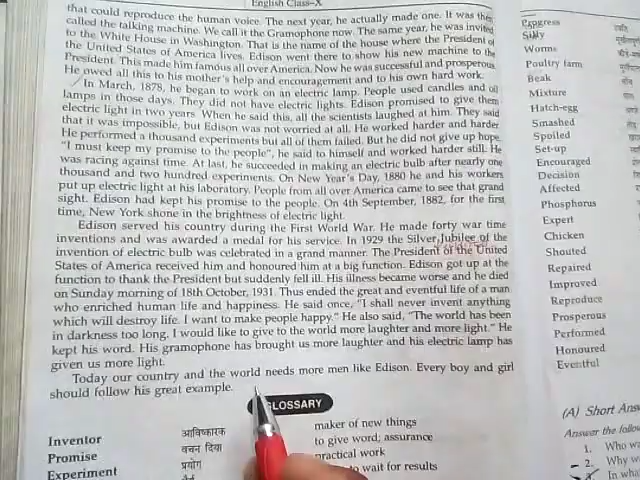 English Class-X
that could reproduce the human voice. The next year, he actually made one. It was then
called the talking machine. We call it the Gramophone now. The same year, he was invited
to the White House in Washington. That is the name of the house where the President of
the United States of America lives. Edison went there to show his new machine to the
President. This made him famous all over America. Now he was successful and prosperous.
He owed all this to his mother's help and encouragement and to his own hard work.
In March, 1878, he began to work on an electric lamp. People used candles and oil
lamps in those days. They did not have electric lights. Edison promised to give them
electric light in two years. When he said this, all the scientists laughed at him. They said
that it was impossible, but Edison was not worried at all. He worked harder and harder
He performed a thousand experiments but all of them failed. But he did not give up hope.
"I must keep my promise to the people", he said to himself and worked harder still. He
was racing against time. At last, he succeeded in making an electric bulb after nearly one
thousand and two hundred experiments. On New Year's Day, 1880 he and his workers
put up electric light at his laboratory. People from all over America came to see that grand
sight. Edison had kept his promise to the people. On 4th September, 1882, for the first
time, New York shone in the brightness of electric light.
Edison served his country during the First World War. He made forty war time
inventions and was awarded a medal for his service. In 1929 the Silver Jubilee of the
invention of electric bulb was celebrated in a grand manner. The President of the United
States of America received him and honoured him at a big function. Edison got up at the
function to thank the President but suddenly fell ill. His illness became worse and he died
on Sunday morning of 18th October, 1931. Thus ended the great and eventful life of a man
who enriched human life and happiness. He said once, "I shall never invent anything
which will destroy life. I want to make people happy." He also said, "The world has been
in darkness too long. I would like to give to the world more laughter and more light." He
kept his word. His gramophone has brought us more laughter and his electric lamp has
given us more light.
Today our country and the world needs more men like Edison. Every boy and girl
should follow his great example.
GLOSSARY
Inventor आविष्कारक maker of new things
Promise वचन दिया to give word; assurance
Experiment प्रयोग practical work
to wait for results
Progress
Silly
Worms
Poultry farm
Beak
Mixture
Hatch-egg
Smashed
Spoiled
Set-up
Encouraged
Decision
Affected
Phosphorus
Expert
Chicken
Shouted
Repaired
Improved
Reproduce
Prosperous
Performed
Honoured
Eventful
(A) Short Ans
Answer the follow
1. Who wa
2. Why w
3. In wha